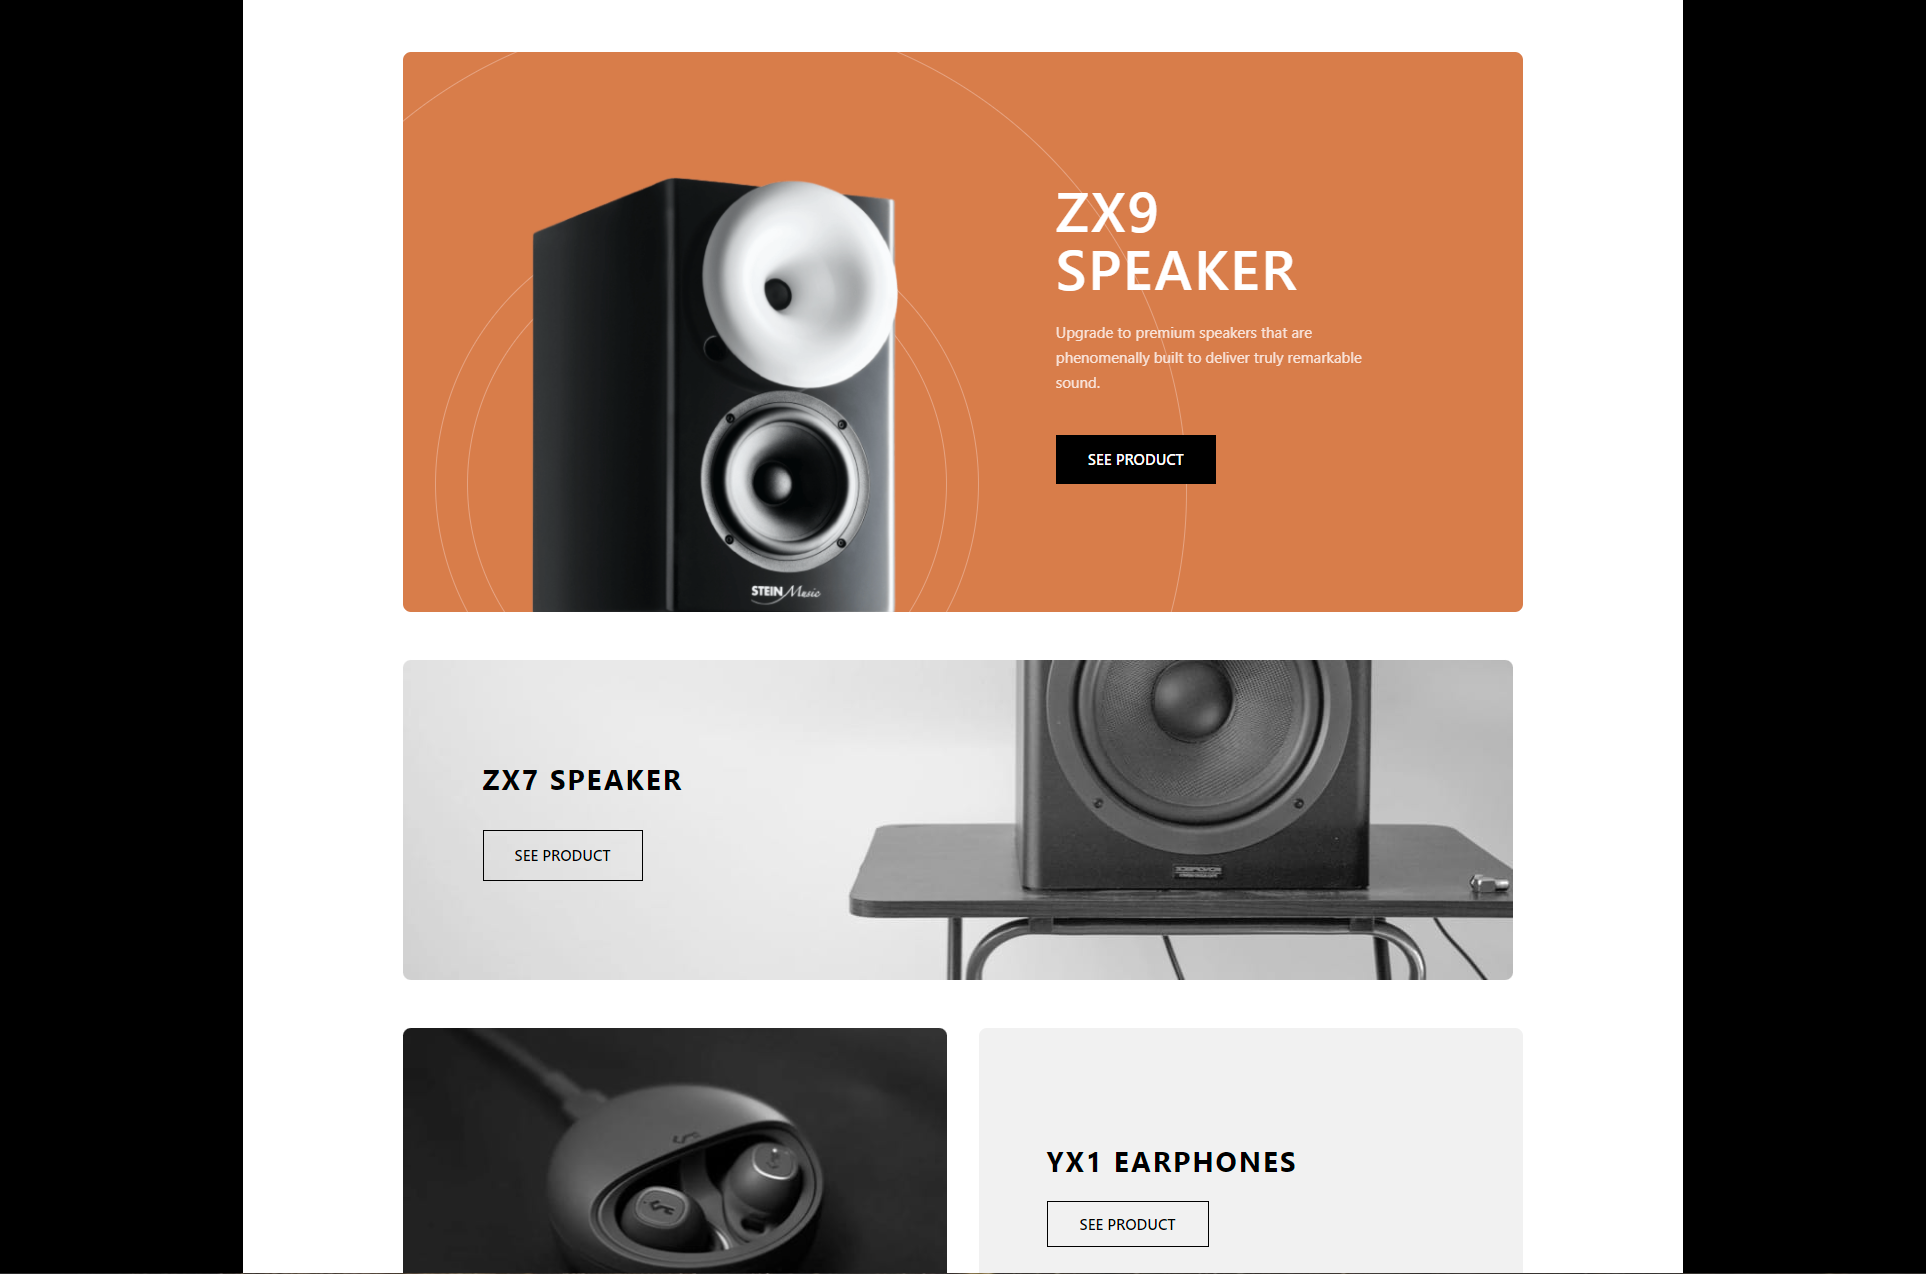 ZX9
SPEAKER
Upgrade to premium speakers that are
phenomenally built to deliver truly remarkable
sound.
SEE PRODUCT
STEIN Music
ZX7 SPEAKER
SEE PRODUCT
YX1 EARPHONES
SEE PRODUCT